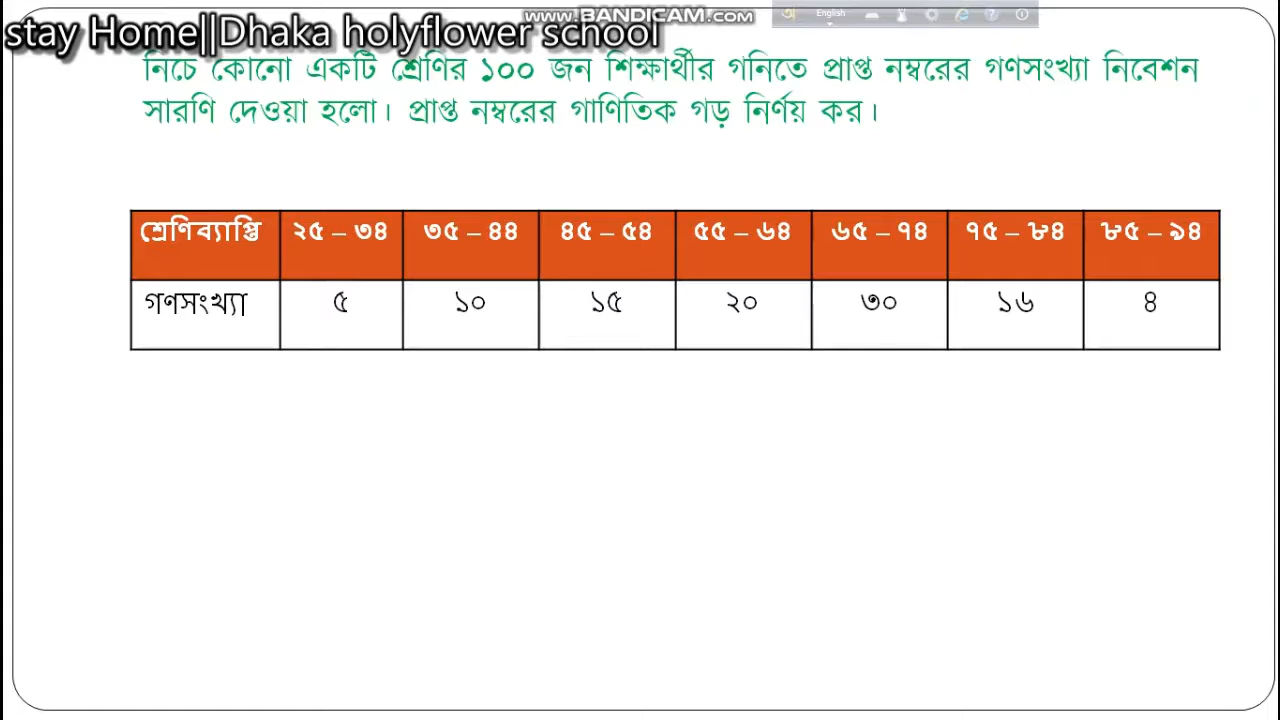 www.BANDICAM.com
English
stay Home||Dhaka holyflower school
নিচে কোনো একটি শ্রেণির ১০০ জন শিক্ষার্থীর গনিতে প্রাপ্ত নম্বরের গণসংখ্যা নিবেশন
সারণি দেওয়া হলো। প্রাপ্ত নম্বরের গাণিতিক গড় নির্ণয় কর।
শ্রেণিব্যাপ্তি ২৫ – ৩৪ ৩৫ – ৪৪ ৪৫ – ৫৪ ৫৫ – ৬৪ ৬৫ – ৭৪ ৭৫ – ৮৪ ৮৫ – ৯৪
গণসংখ্যা ৫ ১০ ১৫ ২০ ৩০ ১৬ ৪